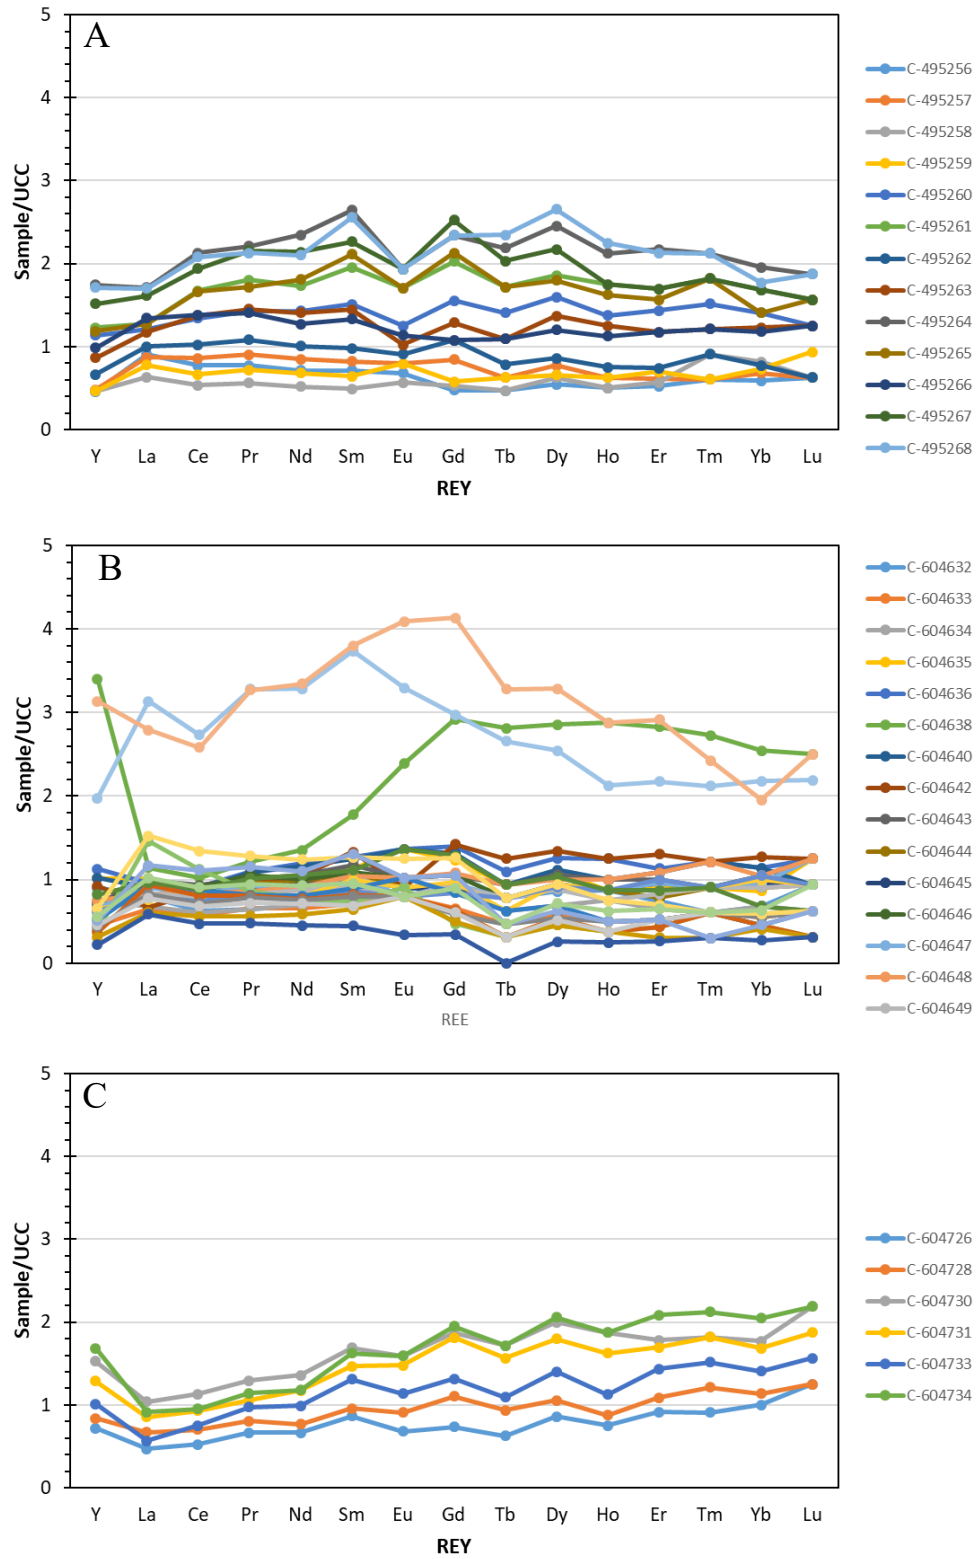 A
5
4
3
2
1
0
Sample/UCC
Y La Ce Pr Nd Sm Eu Gd Tb Dy Ho Er Tm Yb Lu
REY
C-495256
C-495257
C-495258
C-495259
C-495260
C-495261
C-495262
C-495263
C-495264
C-495265
C-495266
C-495267
C-495268
B
5
4
3
2
1
0
Sample/UCC
Y La Ce Pr Nd Sm Eu Gd Tb Dy Ho Er Tm Yb Lu
REE
C-604632
C-604633
C-604634
C-604635
C-604636
C-604638
C-604640
C-604642
C-604643
C-604644
C-604645
C-604646
C-604647
C-604648
C-604649
C
5
4
3
2
1
0
Sample/UCC
Y La Ce Pr Nd Sm Eu Gd Tb Dy Ho Er Tm Yb Lu
REY
C-604726
C-604728
C-604730
C-604731
C-604733
C-604734